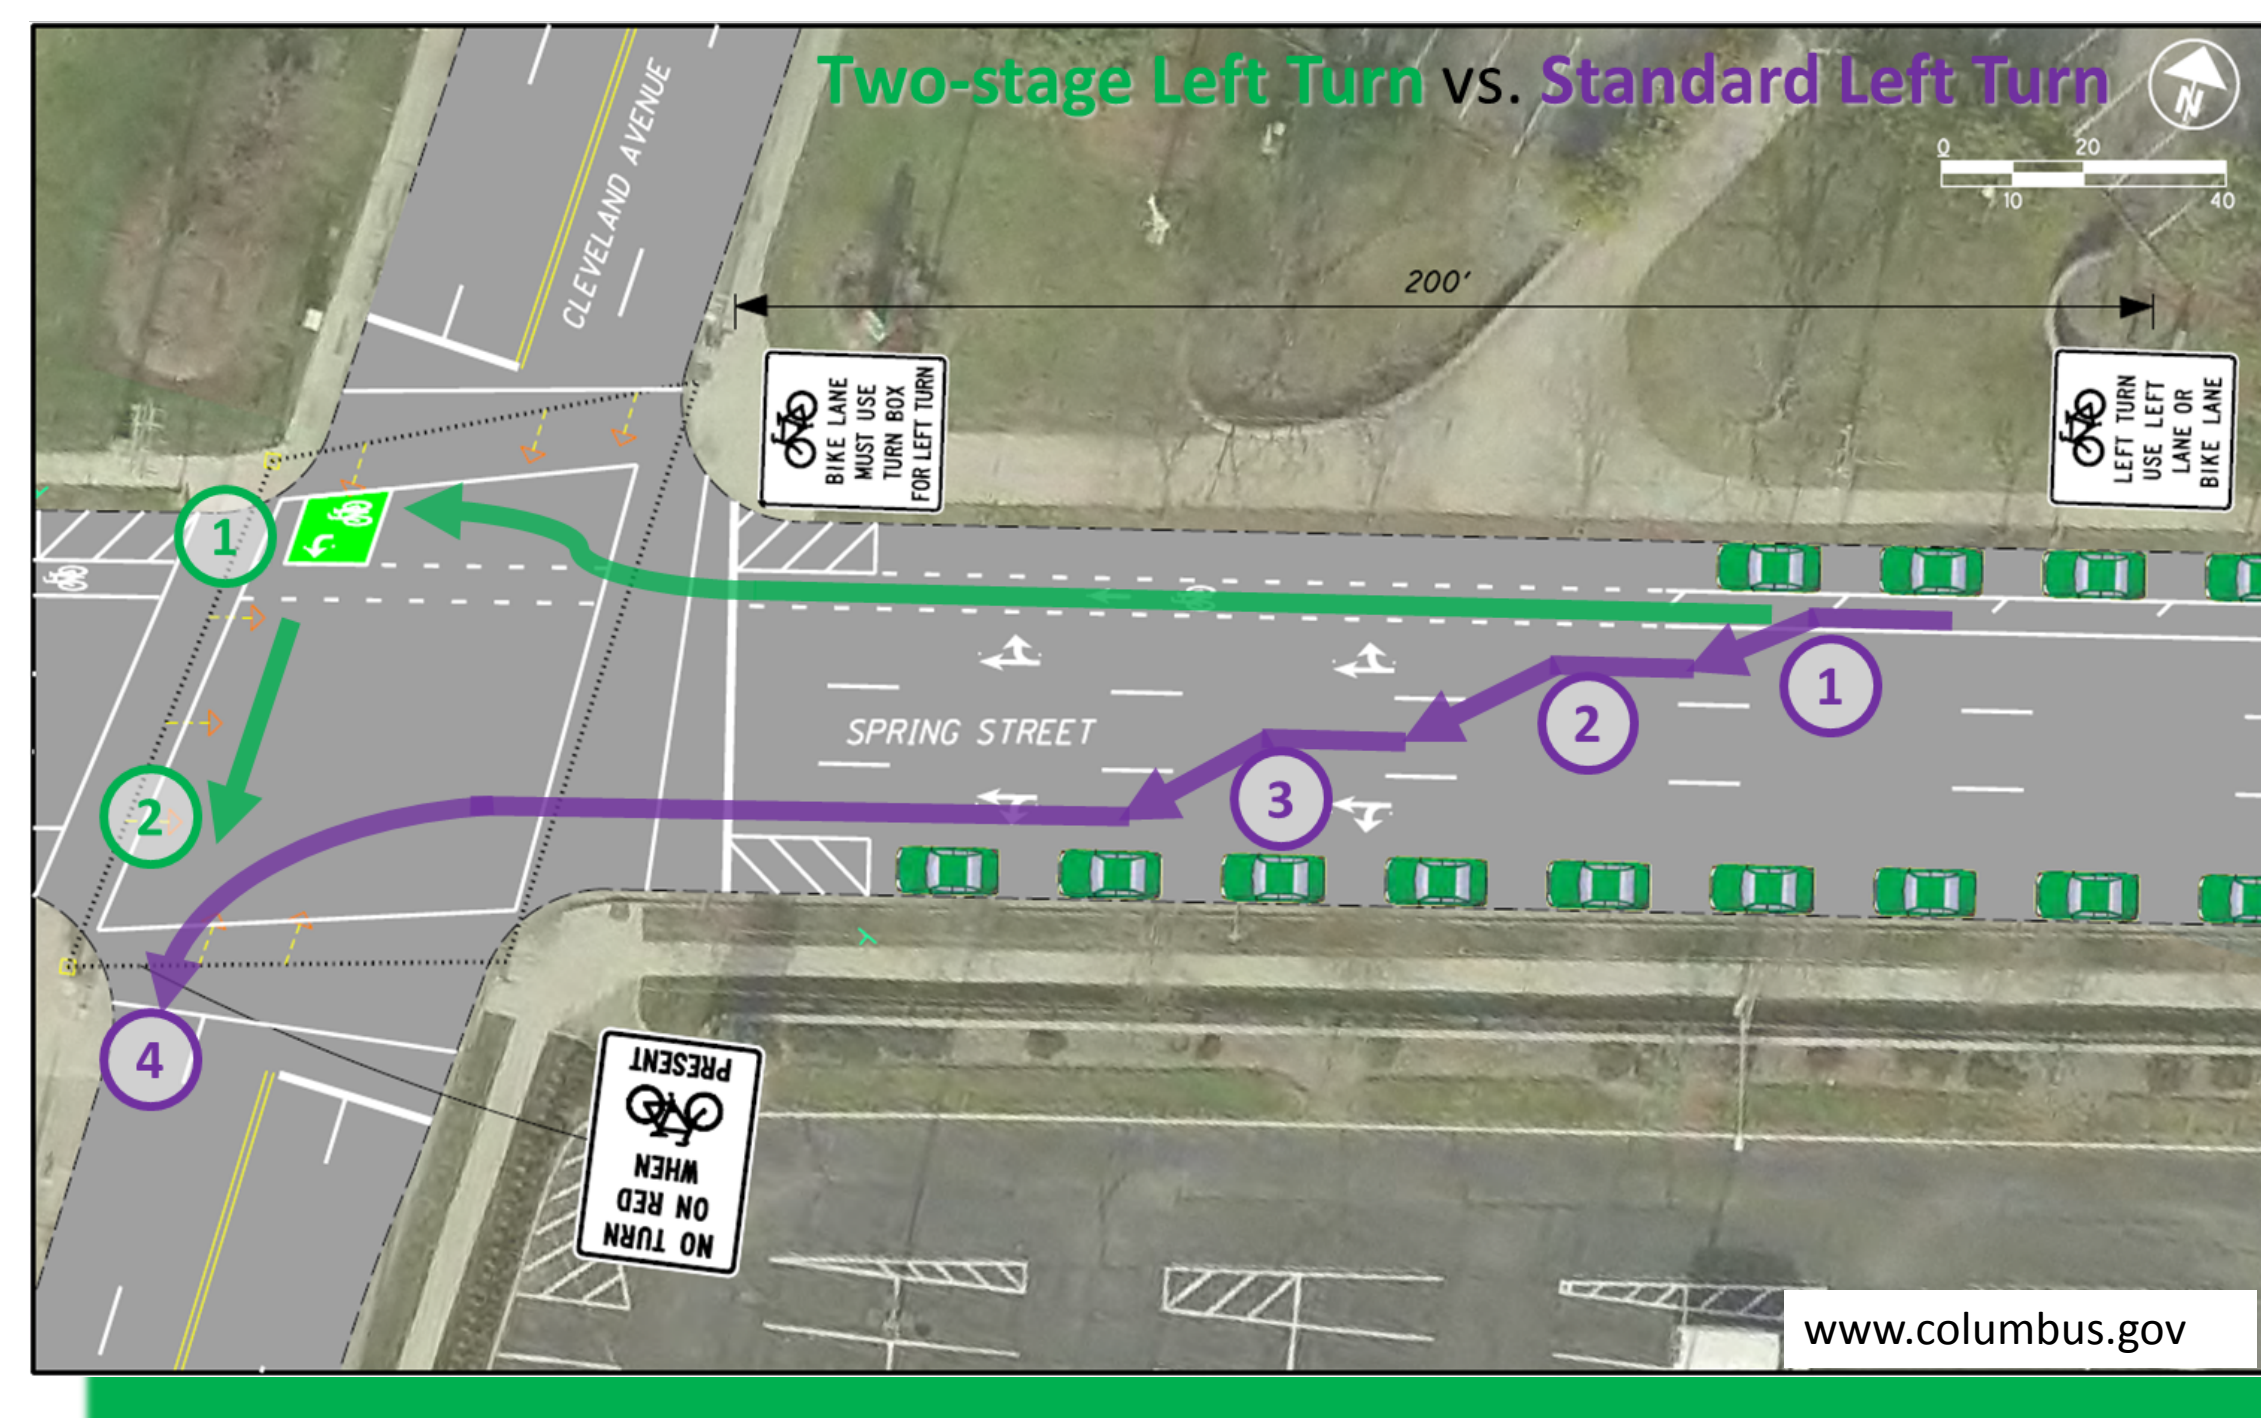 Two-stage Left Turn vs. Standard Left Turn
N
0 20
10 40
CLEVELAND AVENUE
200'
BIKE LANE
MUST USE
TURN BOX
FOR LEFT TURN
LEFT TURN
USE LEFT
LANE OR
BIKE LANE
1
2
SPRING STREET
1
2
3
4
NO TURN
ON RED
WHEN
PRESENT
www.columbus.gov